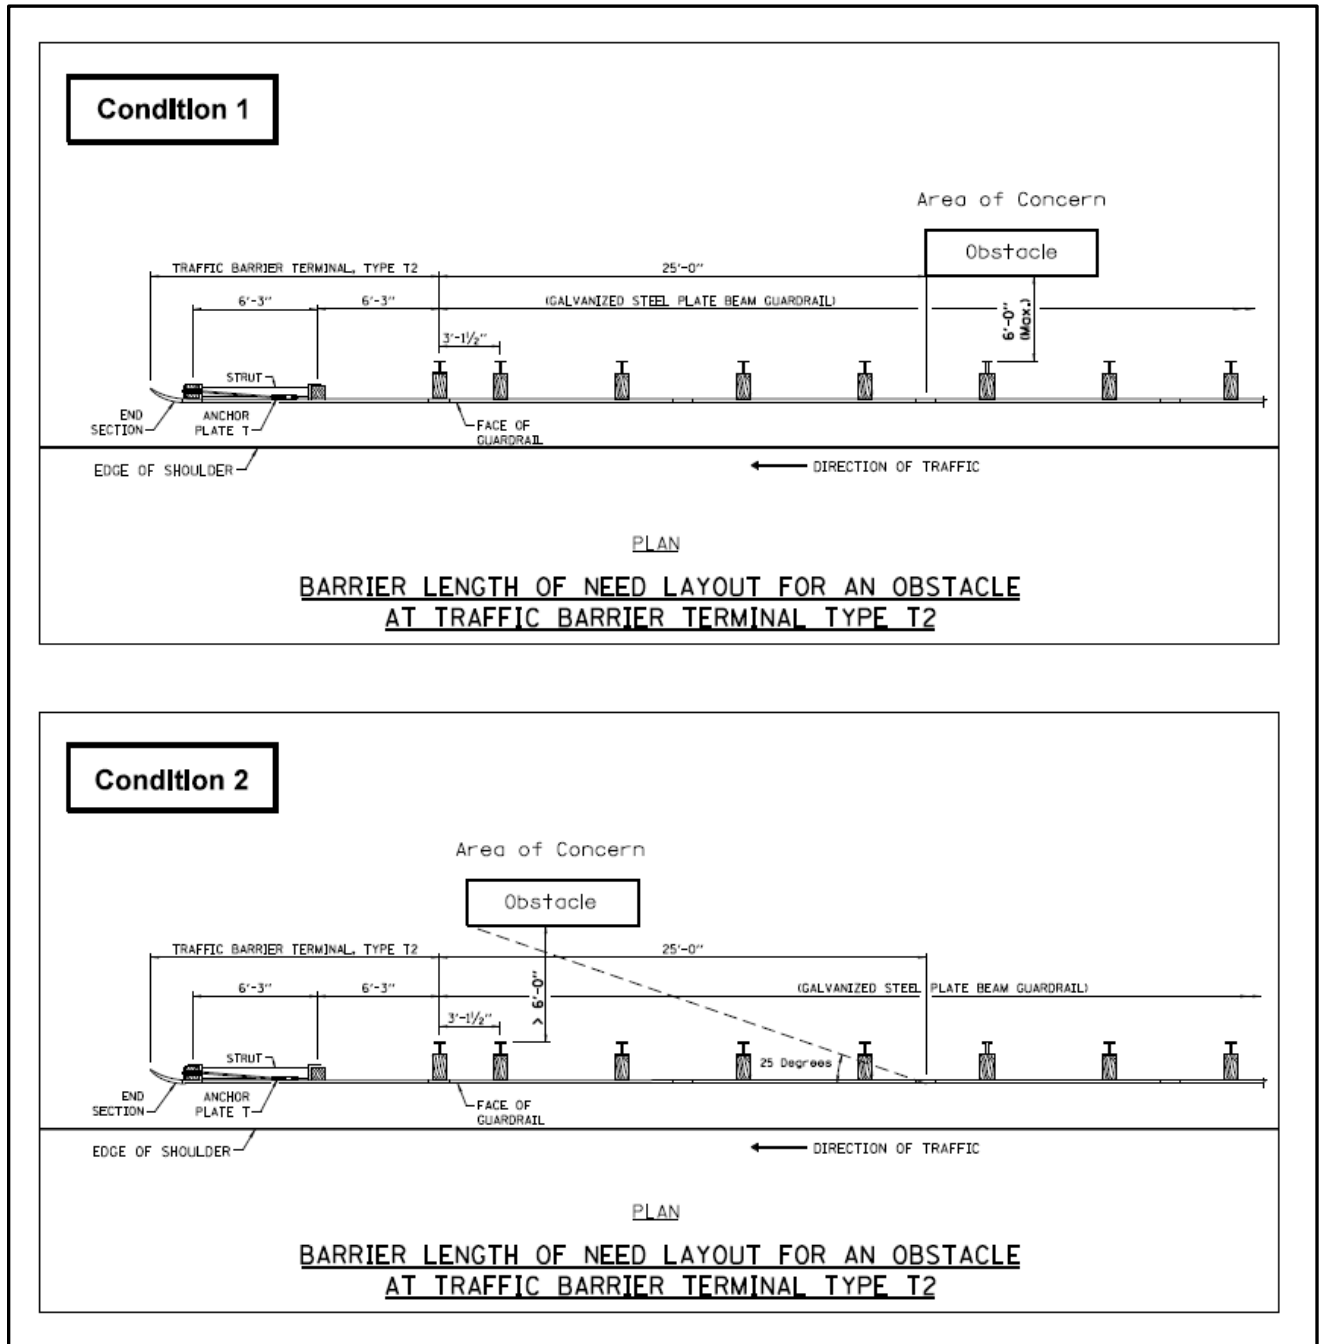 Condition 1
Area of Concern
Obstacle
TRAFFIC BARRIER TERMINAL, TYPE T2
25'-0"
6'-3"
6'-3"
(GALVANIZED STEEL PLATE BEAM GUARDRAIL)
6'-0"
(Max.)
3'-1½"
STRUT
END
SECTION
ANCHOR
PLATE T
FACE OF
GUARDRAIL
EDGE OF SHOULDER
DIRECTION OF TRAFFIC
PLAN
BARRIER LENGTH OF NEED LAYOUT FOR AN OBSTACLE
AT TRAFFIC BARRIER TERMINAL TYPE T2
Condition 2
Area of Concern
Obstacle
TRAFFIC BARRIER TERMINAL, TYPE T2
25'-0"
6'-3"
6'-3"
> 6'-0"
(GALVANIZED STEEL PLATE BEAM GUARDRAIL)
3'-1½"
STRUT
25 Degrees
END
SECTION
ANCHOR
PLATE T
FACE OF
GUARDRAIL
EDGE OF SHOULDER
DIRECTION OF TRAFFIC
PLAN
BARRIER LENGTH OF NEED LAYOUT FOR AN OBSTACLE
AT TRAFFIC BARRIER TERMINAL TYPE T2